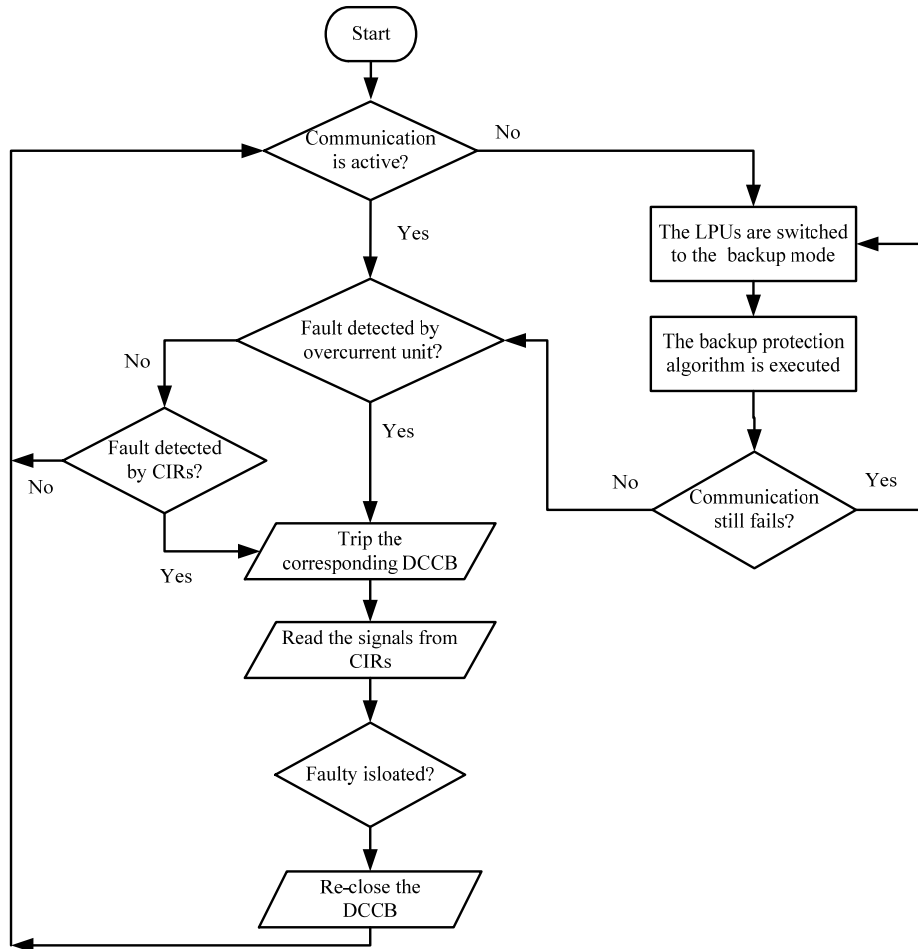 Start
Communication
is active?
No
Yes
The LPUs are switched
to the backup mode
Fault detected by
overcurrent unit?
The backup protection
algorithm is executed
No
Yes
Fault detected
by CIRs?
No
Yes
No
Communication
still fails?
Yes
Trip the
corresponding DCCB
Read the signals from
CIRs
Faulty isloated?
Re-close the
DCCB